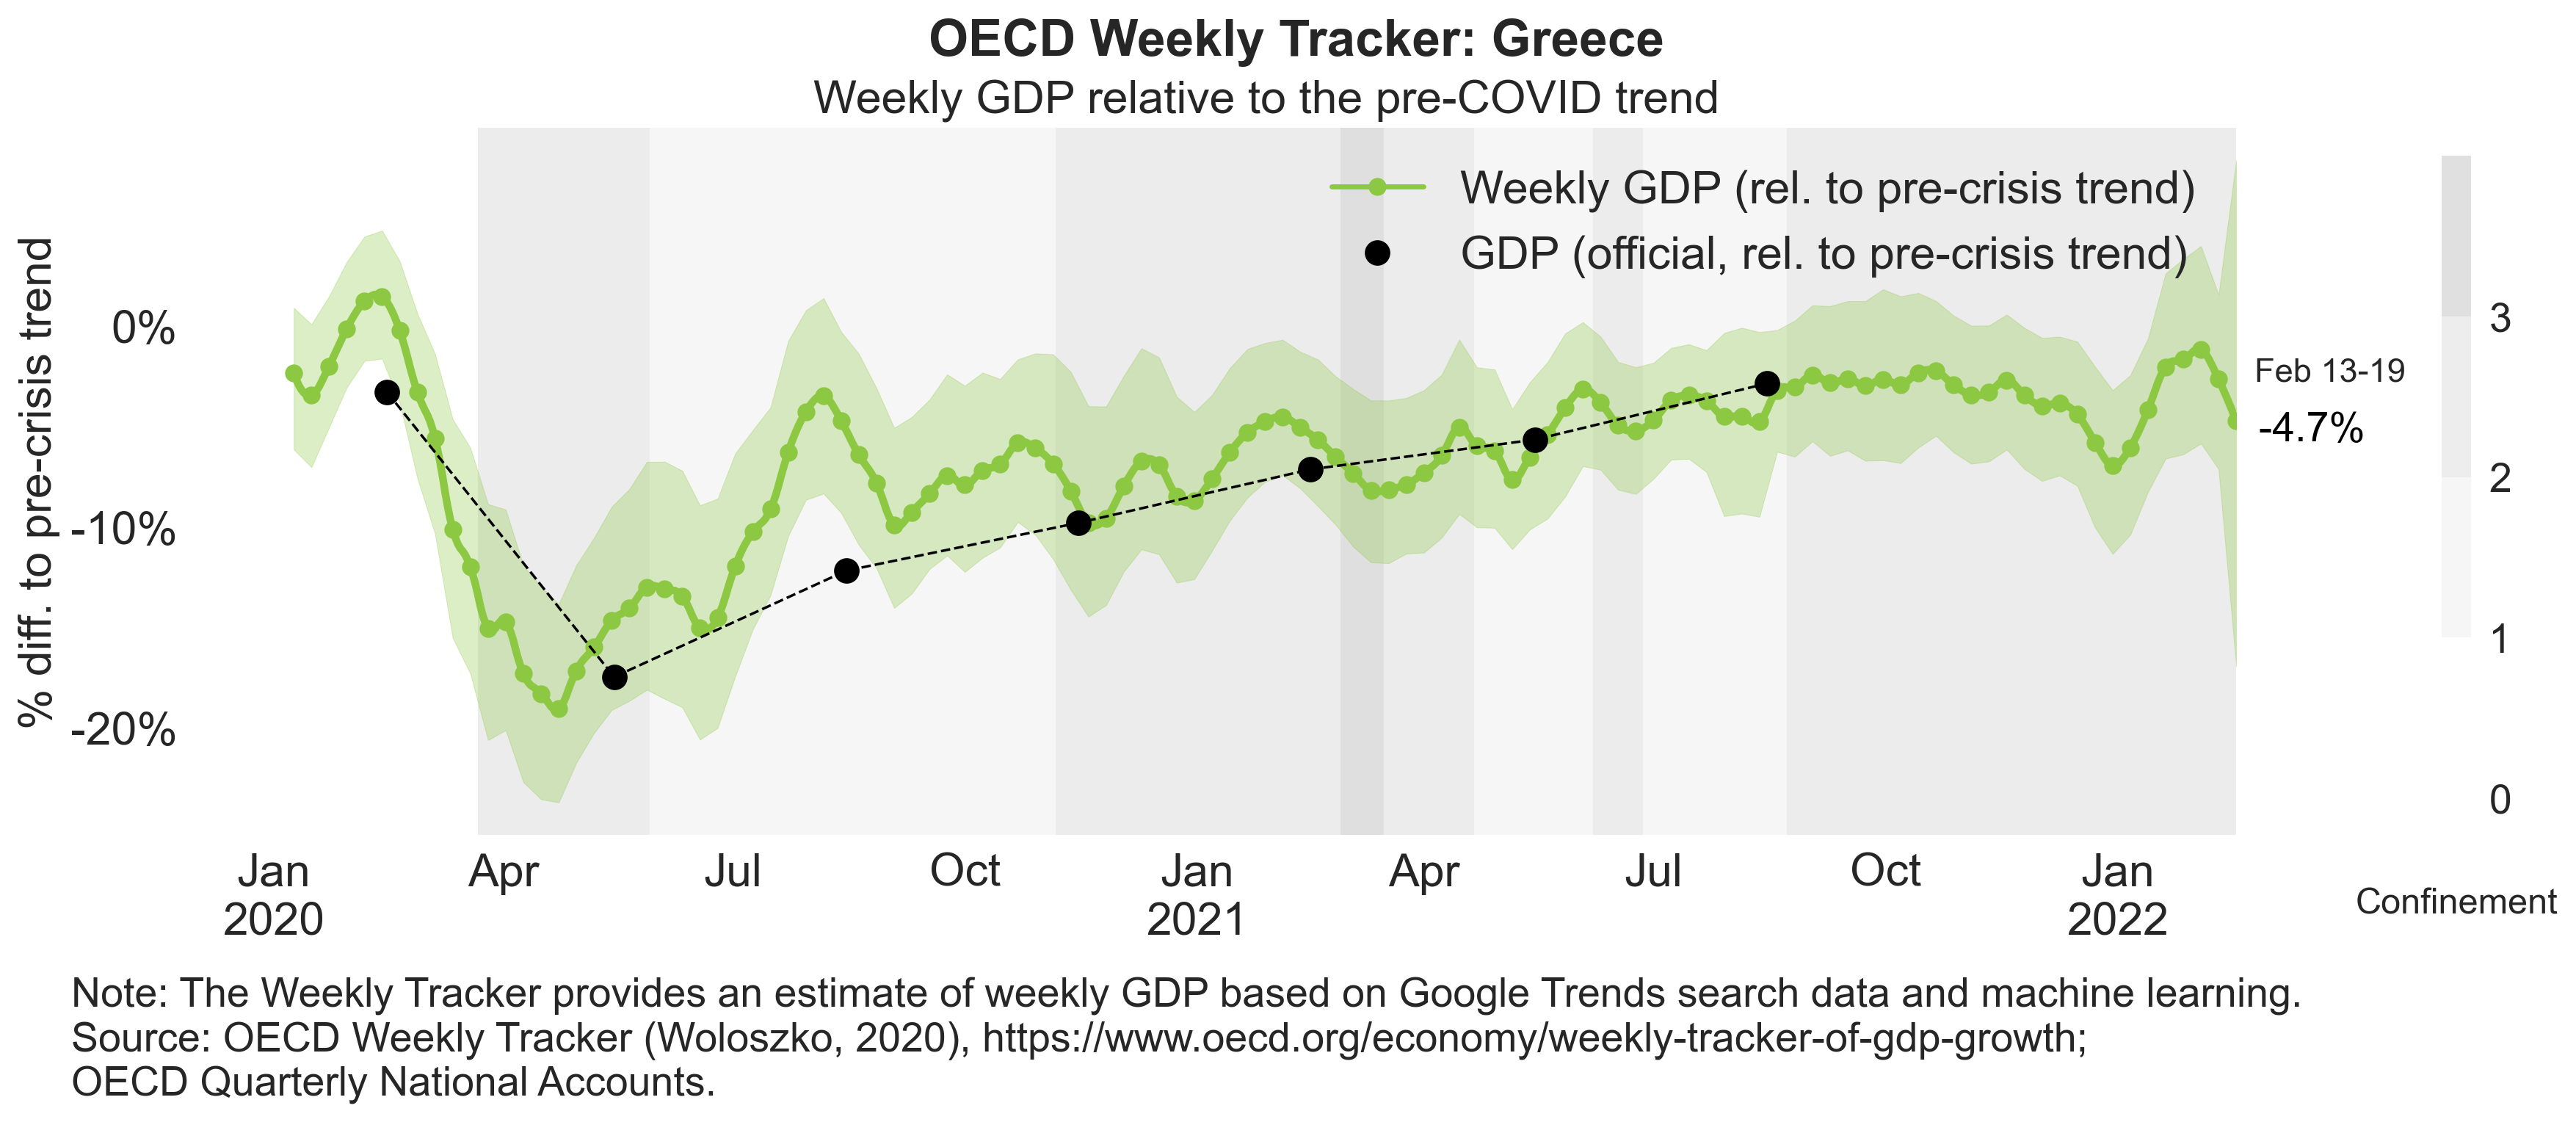 OECD Weekly Tracker: Greece
Weekly GDP relative to the pre-COVID trend
Weekly GDP (rel. to pre-crisis trend)
GDP (official, rel. to pre-crisis trend)
% diff. to pre-crisis trend
0%
-10%
-20%
Feb 13-19
-4.7%
3
2
1
0
Confinement
Jan
2020
Apr
Jul
Oct
Jan
2021
Apr
Jul
Oct
Jan
2022
Note: The Weekly Tracker provides an estimate of weekly GDP based on Google Trends search data and machine learning.
Source: OECD Weekly Tracker (Woloszko, 2020), https://www.oecd.org/economy/weekly-tracker-of-gdp-growth;
OECD Quarterly National Accounts.